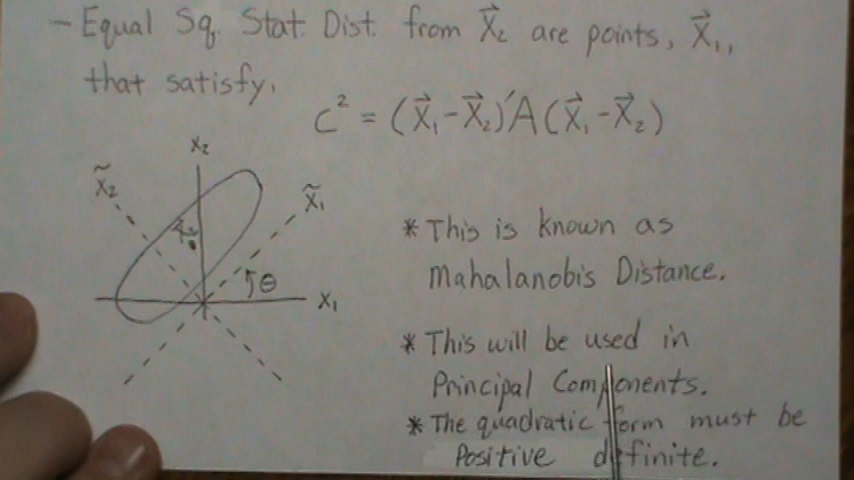 - Equal Sq. Stat. Dist. from X⃗₂ are points, X⃗₁,
that satisfy.
C² = (X⃗₁-X⃗₂)′A(X⃗₁-X⃗₂)
x₂
x̃₂
x̃₁
θ
x₁
* This is known as
Mahalanobis Distance.
* This will be used in
Principal Components.
* The quadratic form must be
Positive definite.